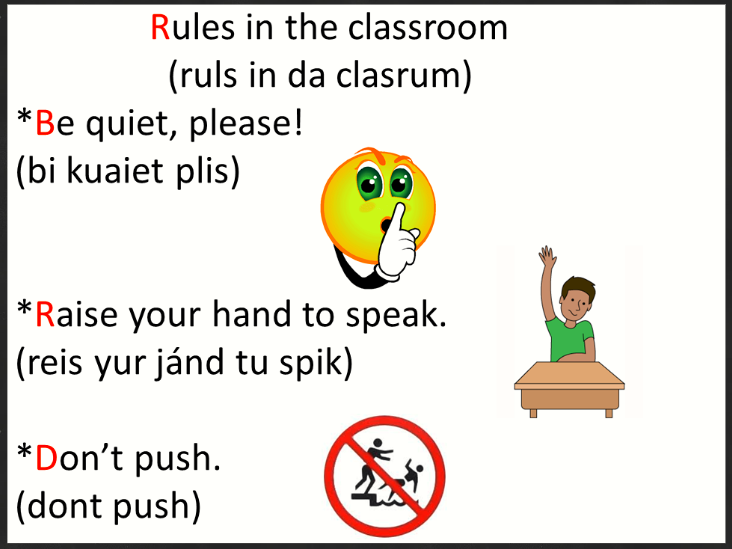 Rules in the classroom
(ruls in da clasrum)
*Be quiet, please!
(bi kuaiet plis)
*Raise your hand to speak.
(reis yur jánd tu spik)
*Don’t push.
(dont push)